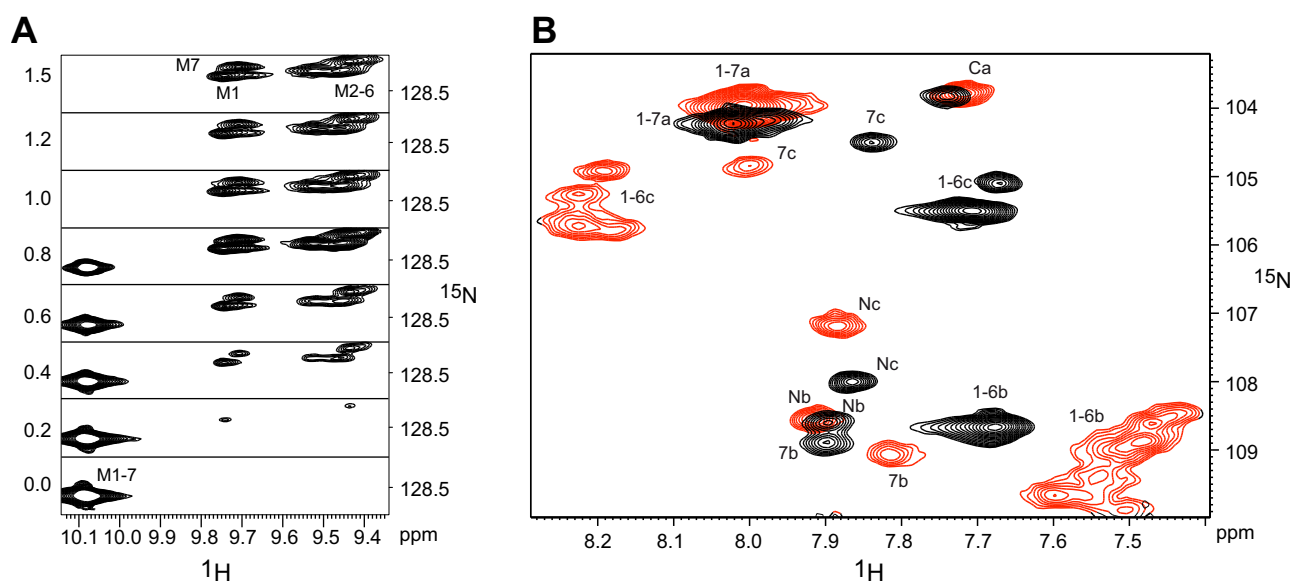 A
1.5
M7
M1
M2-6
128.5
1.2
128.5
1.0
128.5
0.8
128.5
15N
0.6
128.5
0.4
128.5
0.2
128.5
0.0
M1-7
128.5
10.1 10.0 9.9 9.8 9.7 9.6 9.5 9.4 ppm
1H
B
1-7a
Ca
104
1-7a
7c
7c
105
1-6c
1-6c
106
15N
Nc
107
Nc
108
Nb
Nb
1-6b
1-6b
7b
109
7b
8.2 8.1 8.0 7.9 7.8 7.7 7.6 7.5 ppm
1H